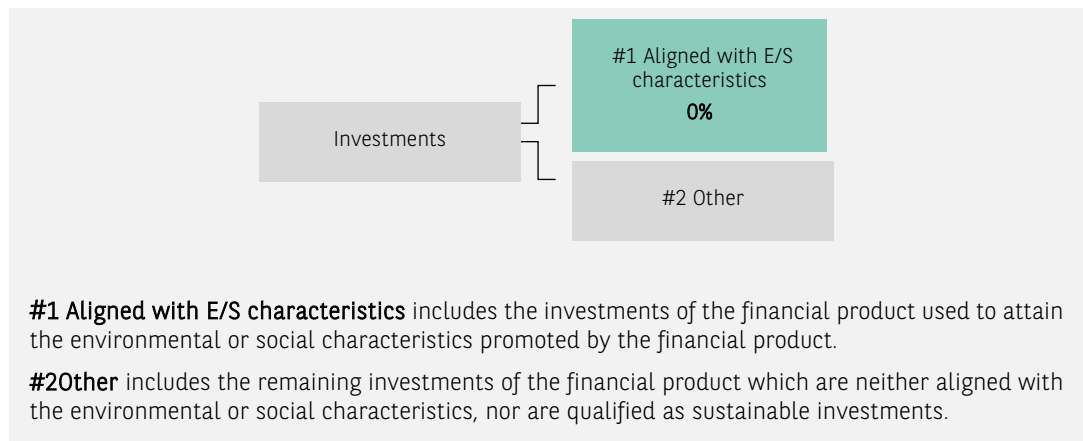 #1 Aligned with E/S
characteristics
0%
Investments
#2 Other
#1 Aligned with E/S characteristics includes the investments of the financial product used to attain
the environmental or social characteristics promoted by the financial product.
#2Other includes the remaining investments of the financial product which are neither aligned with
the environmental or social characteristics, nor are qualified as sustainable investments.